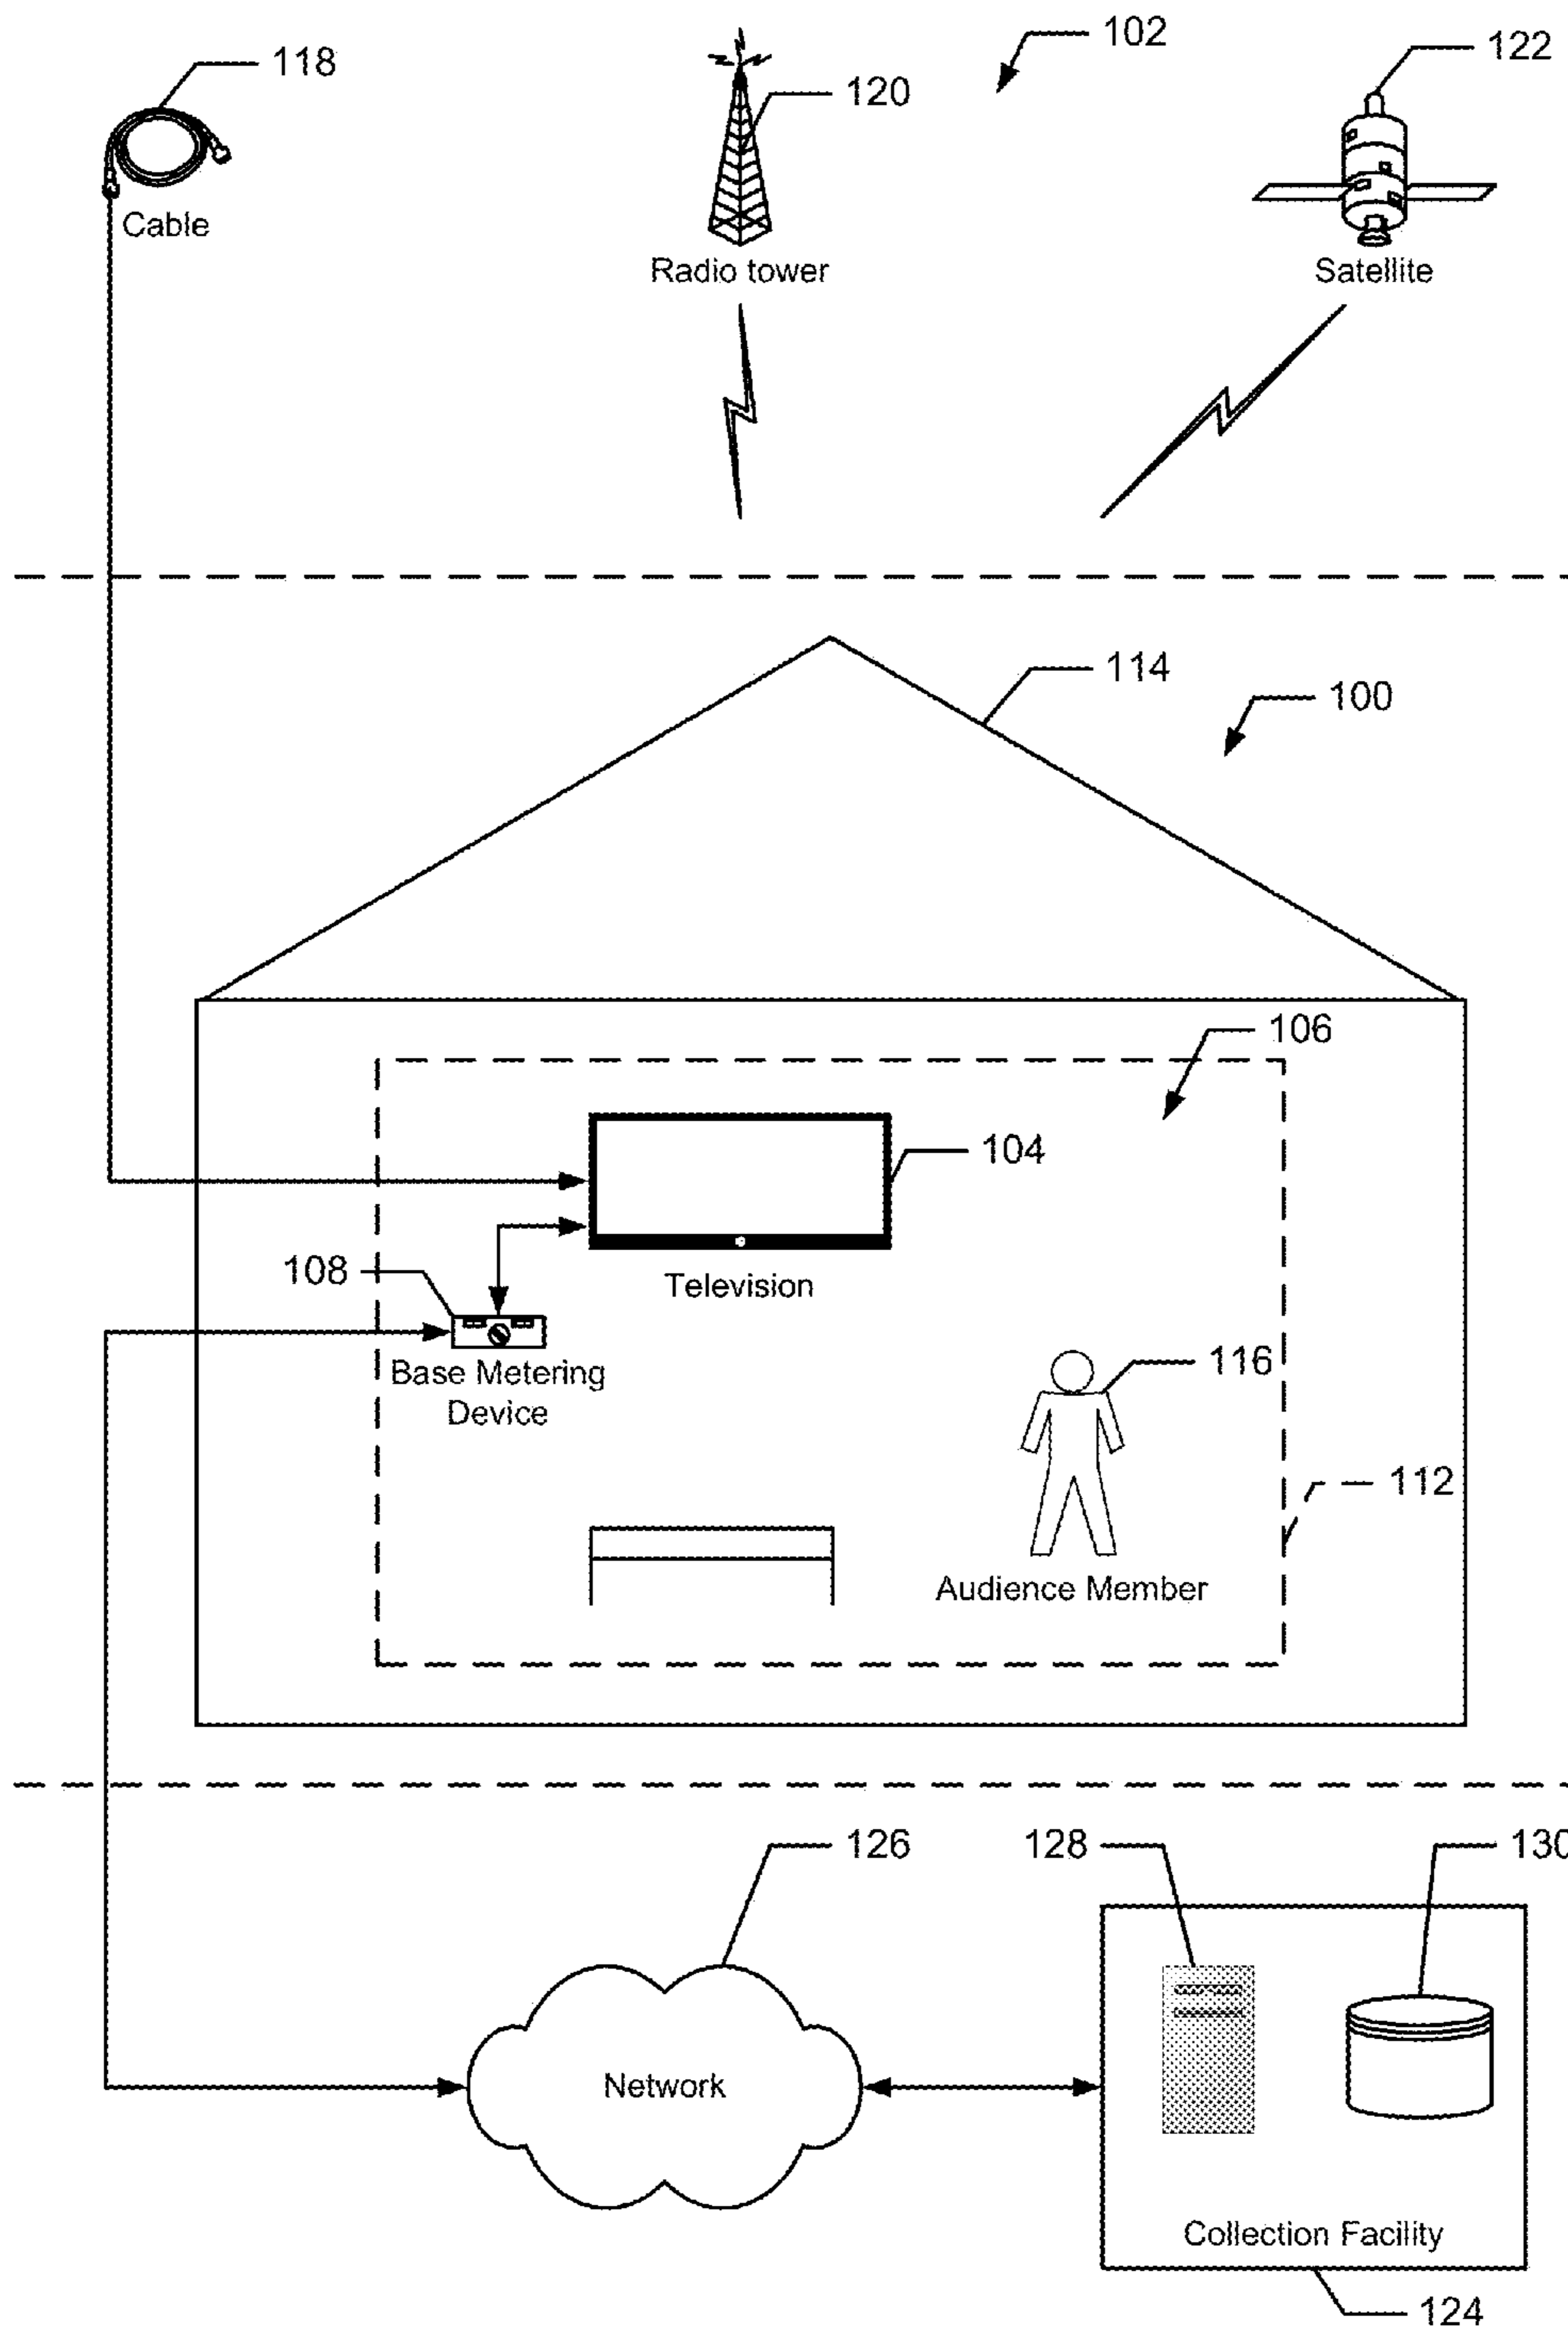 102
118
122
120
Cable
Radio tower
Satellite
114
100
106
104
108
Television
116
Base Metering
Device
112
Audience Member
126
128
130
Network
Collection Facility
124